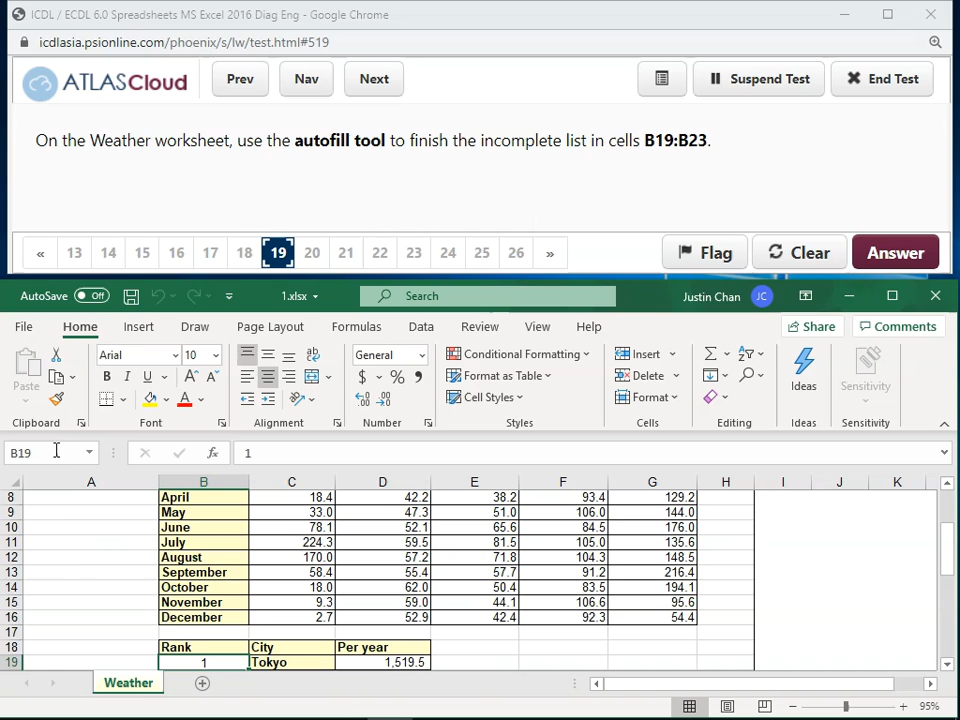 ICDL / ECDL 6.0 Spreadsheets MS Excel 2016 Diag Eng - Google Chrome
icdlasia.psionline.com/phoenix/s/lw/test.html#519
ATLASCloud Prev Nav Next Suspend Test End Test
On the Weather worksheet, use the autofill tool to finish the incomplete list in cells B19:B23.
« 13 14 15 16 17 18 19 20 21 22 23 24 25 26 » Flag Clear Answer
AutoSave Off 1.xlsx Search Justin Chan JC
File Home Insert Draw Page Layout Formulas Data Review View Help Share Comments
Paste Arial 10 General Conditional Formatting Insert Ideas Sensitivity
B I U A A $ % , Format as Table Delete
A Cell Styles Format
Clipboard Font Alignment Number Styles Cells Editing Ideas Sensitivity
B19 fx 1
A B C D E F G H I J K
8 April 18.4 42.2 38.2 93.4 129.2
9 May 33.0 47.3 51.0 106.0 144.0
10 June 78.1 52.1 65.6 84.5 176.0
11 July 224.3 59.5 81.5 105.0 135.6
12 August 170.0 57.2 71.8 104.3 148.5
13 September 58.4 55.4 57.7 91.2 216.4
14 October 18.0 62.0 50.4 83.5 194.1
15 November 9.3 59.0 44.1 106.6 95.6
16 December 2.7 52.9 42.4 92.3 54.4
17
18 Rank City Per year
19 1 Tokyo 1,519.5
Weather
95%